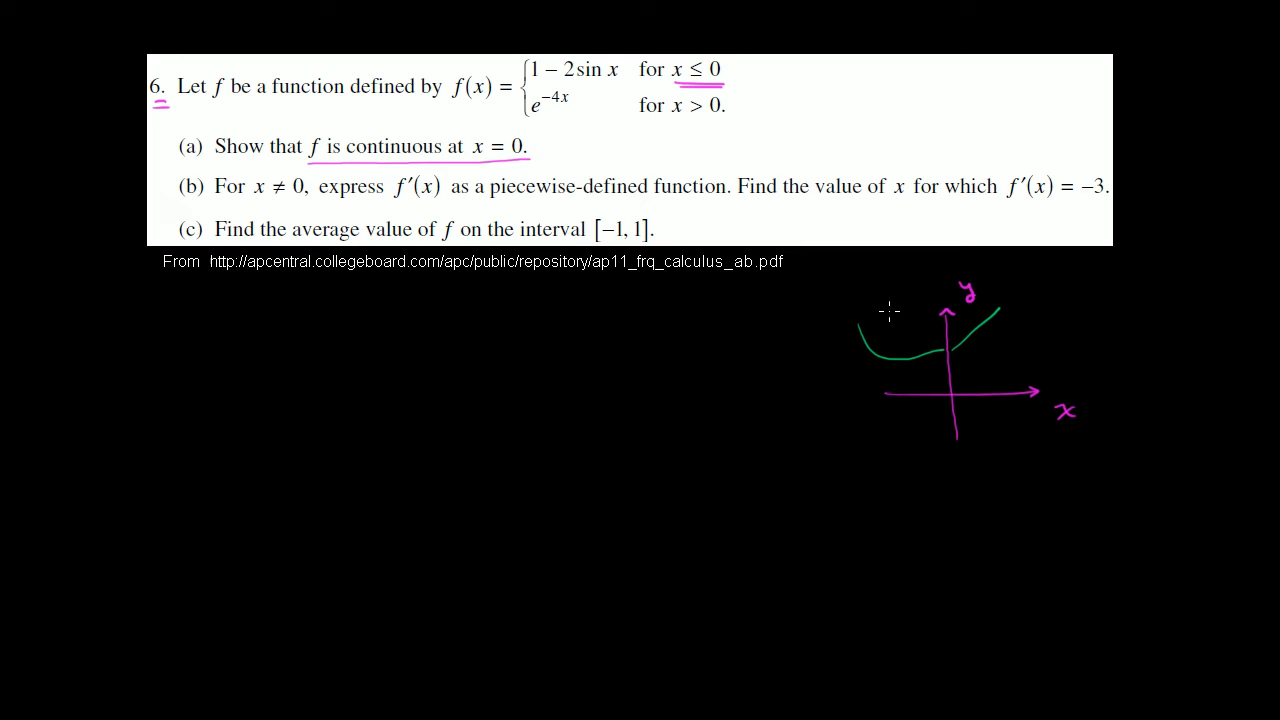 6. Let f be a function defined by f(x) = { 1 − 2 sin x for x ≤ 0
e^{−4x} for x > 0.
(a) Show that f is continuous at x = 0.
(b) For x ≠ 0, express f′(x) as a piecewise-defined function. Find the value of x for which f′(x) = −3.
(c) Find the average value of f on the interval [−1, 1].
From http://apcentral.collegeboard.com/apc/public/repository/ap11_frq_calculus_ab.pdf
y
x